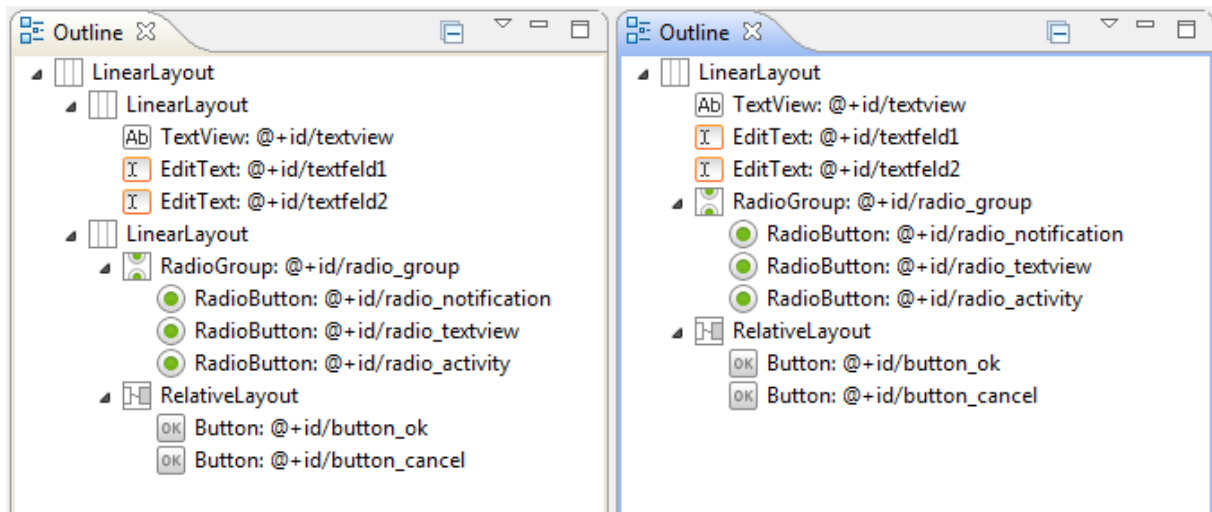 Outline
LinearLayout
LinearLayout
Ab TextView: @+id/textview
EditText: @+id/textfeld1
EditText: @+id/textfeld2
LinearLayout
RadioGroup: @+id/radio_group
RadioButton: @+id/radio_notification
RadioButton: @+id/radio_textview
RadioButton: @+id/radio_activity
RelativeLayout
OK Button: @+id/button_ok
OK Button: @+id/button_cancel
Outline
LinearLayout
Ab TextView: @+id/textview
EditText: @+id/textfeld1
EditText: @+id/textfeld2
RadioGroup: @+id/radio_group
RadioButton: @+id/radio_notification
RadioButton: @+id/radio_textview
RadioButton: @+id/radio_activity
RelativeLayout
OK Button: @+id/button_ok
OK Button: @+id/button_cancel